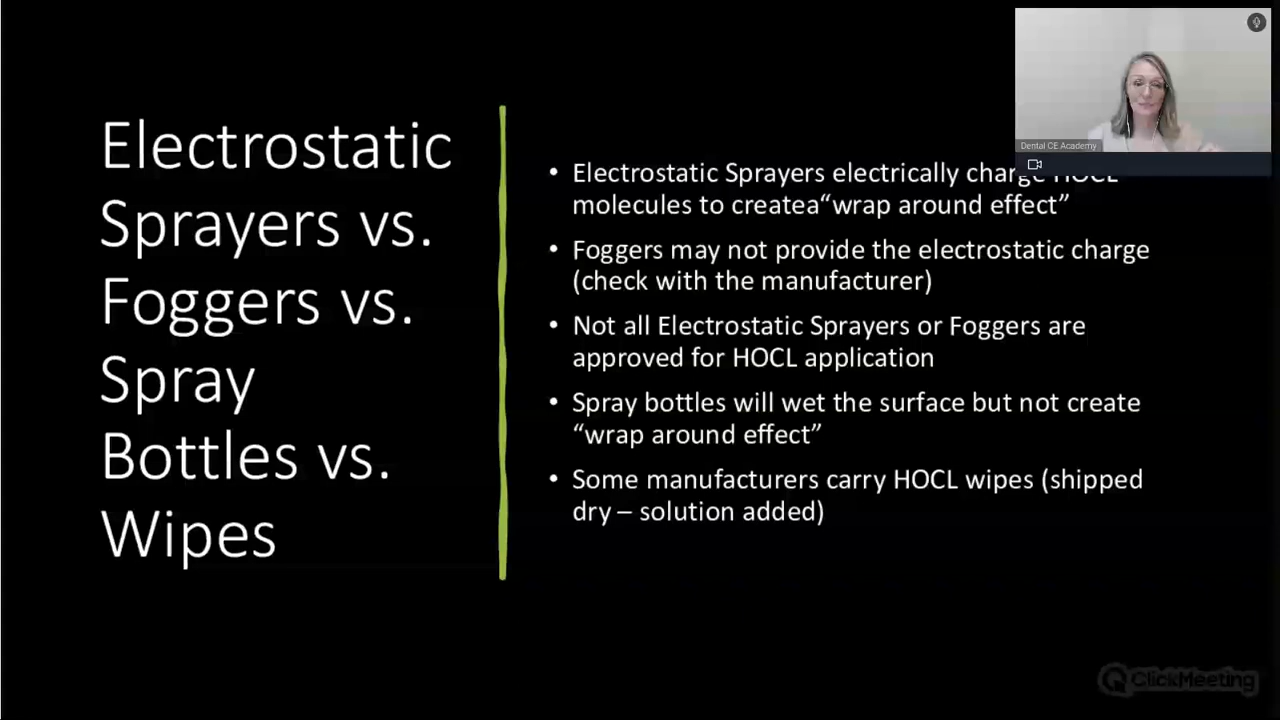 Electrostatic
Sprayers vs.
Foggers vs.
Spray
Bottles vs.
Wipes
• Electrostatic Sprayers electrically charge HOCL
molecules to createa“wrap around effect”
• Foggers may not provide the electrostatic charge
(check with the manufacturer)
• Not all Electrostatic Sprayers or Foggers are
approved for HOCL application
• Spray bottles will wet the surface but not create
“wrap around effect”
• Some manufacturers carry HOCL wipes (shipped
dry – solution added)
Dental CE Academy
ClickMeeting